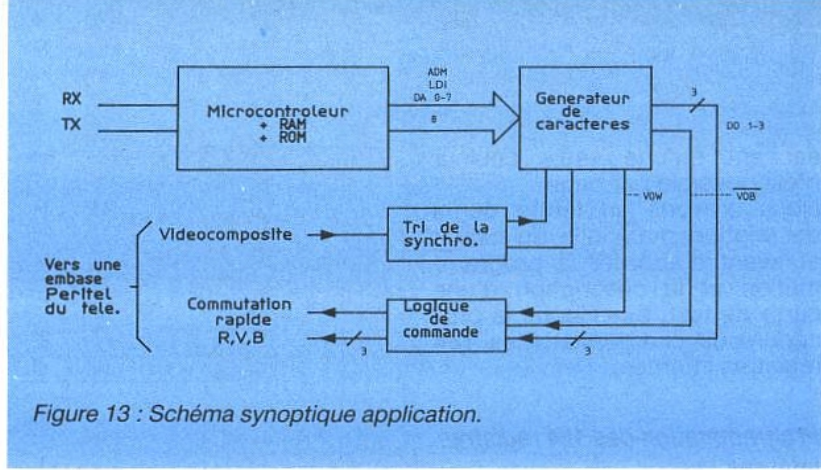 RX
TX
Microcontroleur
+ RAM
+ ROM
ADM
LDI
DA 0-7
8
Generateur
de
caracteres
3
DO 1-3
VOW
VOB
Videocomposite
Tri de la
synchro.
Vers une
embase
Peritel
du tele.
Commutation
rapide
R,V,B
3
Logique
de
commande
3
Figure 13 : Schéma synoptique application.